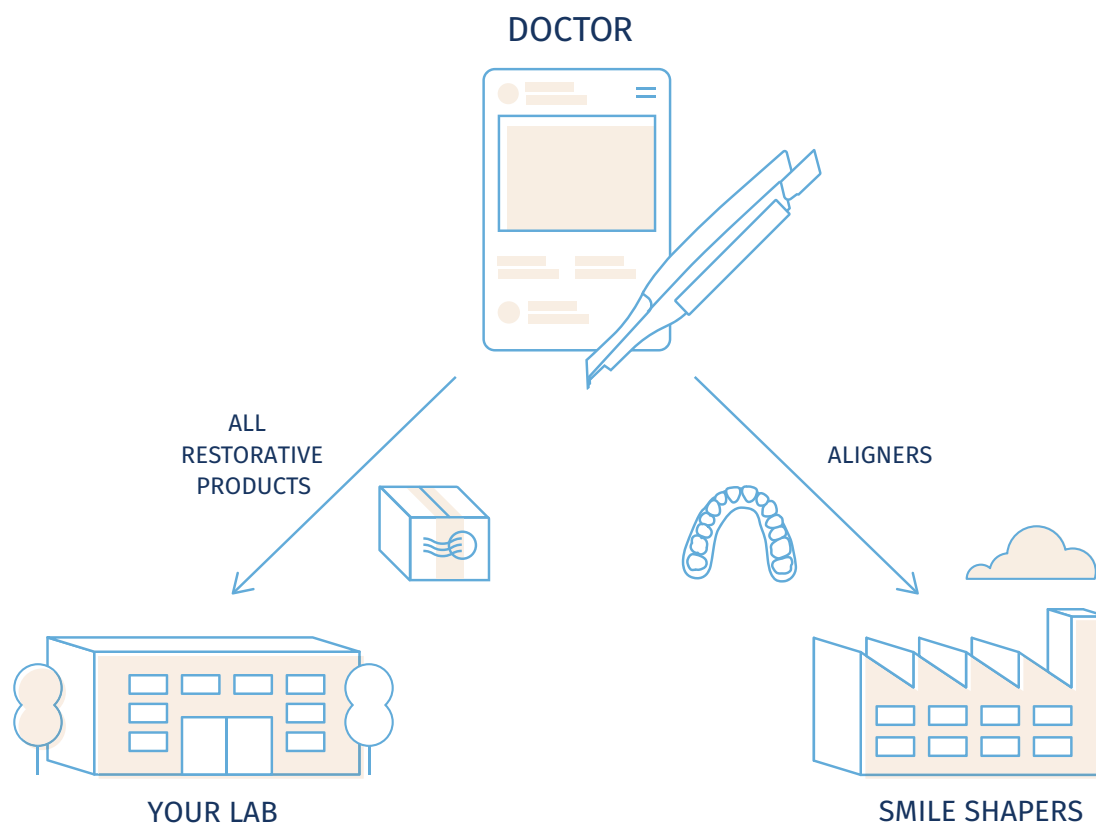 DOCTOR
ALL
RESTORATIVE
PRODUCTS
ALIGNERS
YOUR LAB
SMILE SHAPERS